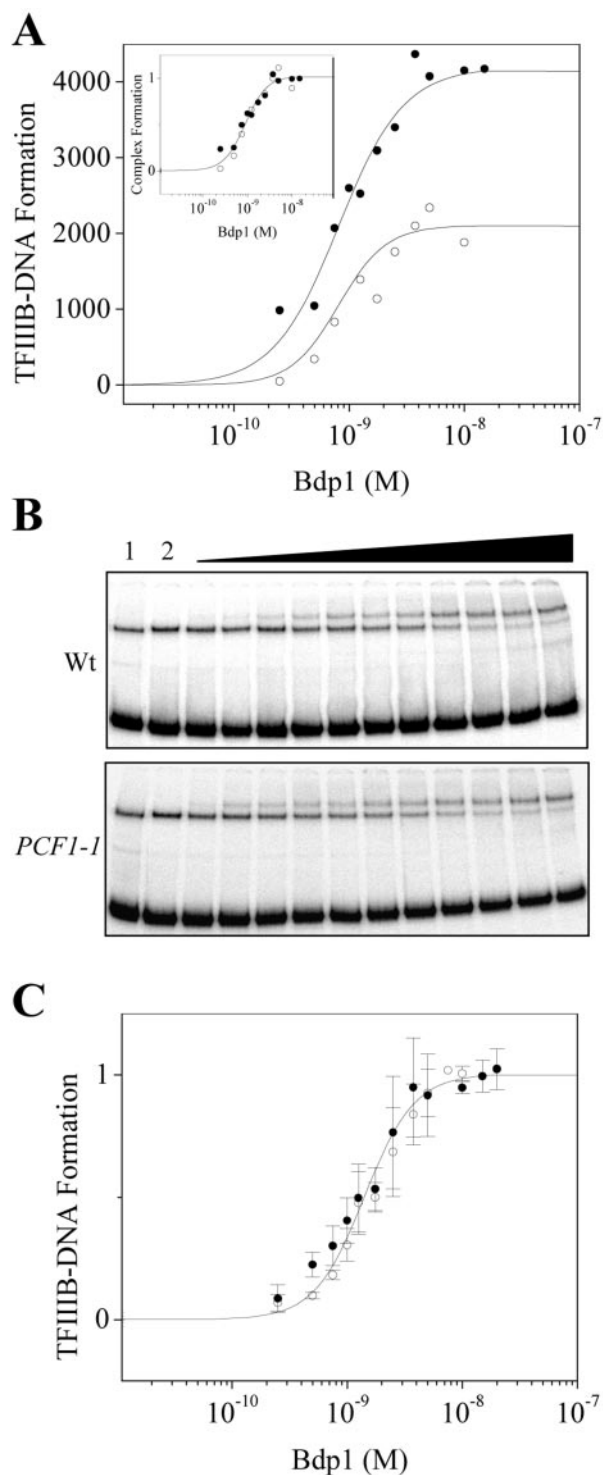 A
TFIIIB-DNA Formation
4000
3000
2000
1000
0
Complex Formation
1
0
10-10
10-9
10-8
Bdp1 (M)
10-10
10-9
10-8
10-7
Bdp1 (M)
B
1 2
Wt
PCF1-1
C
TFIIIB-DNA Formation
1
0
10-10
10-9
10-8
10-7
Bdp1 (M)